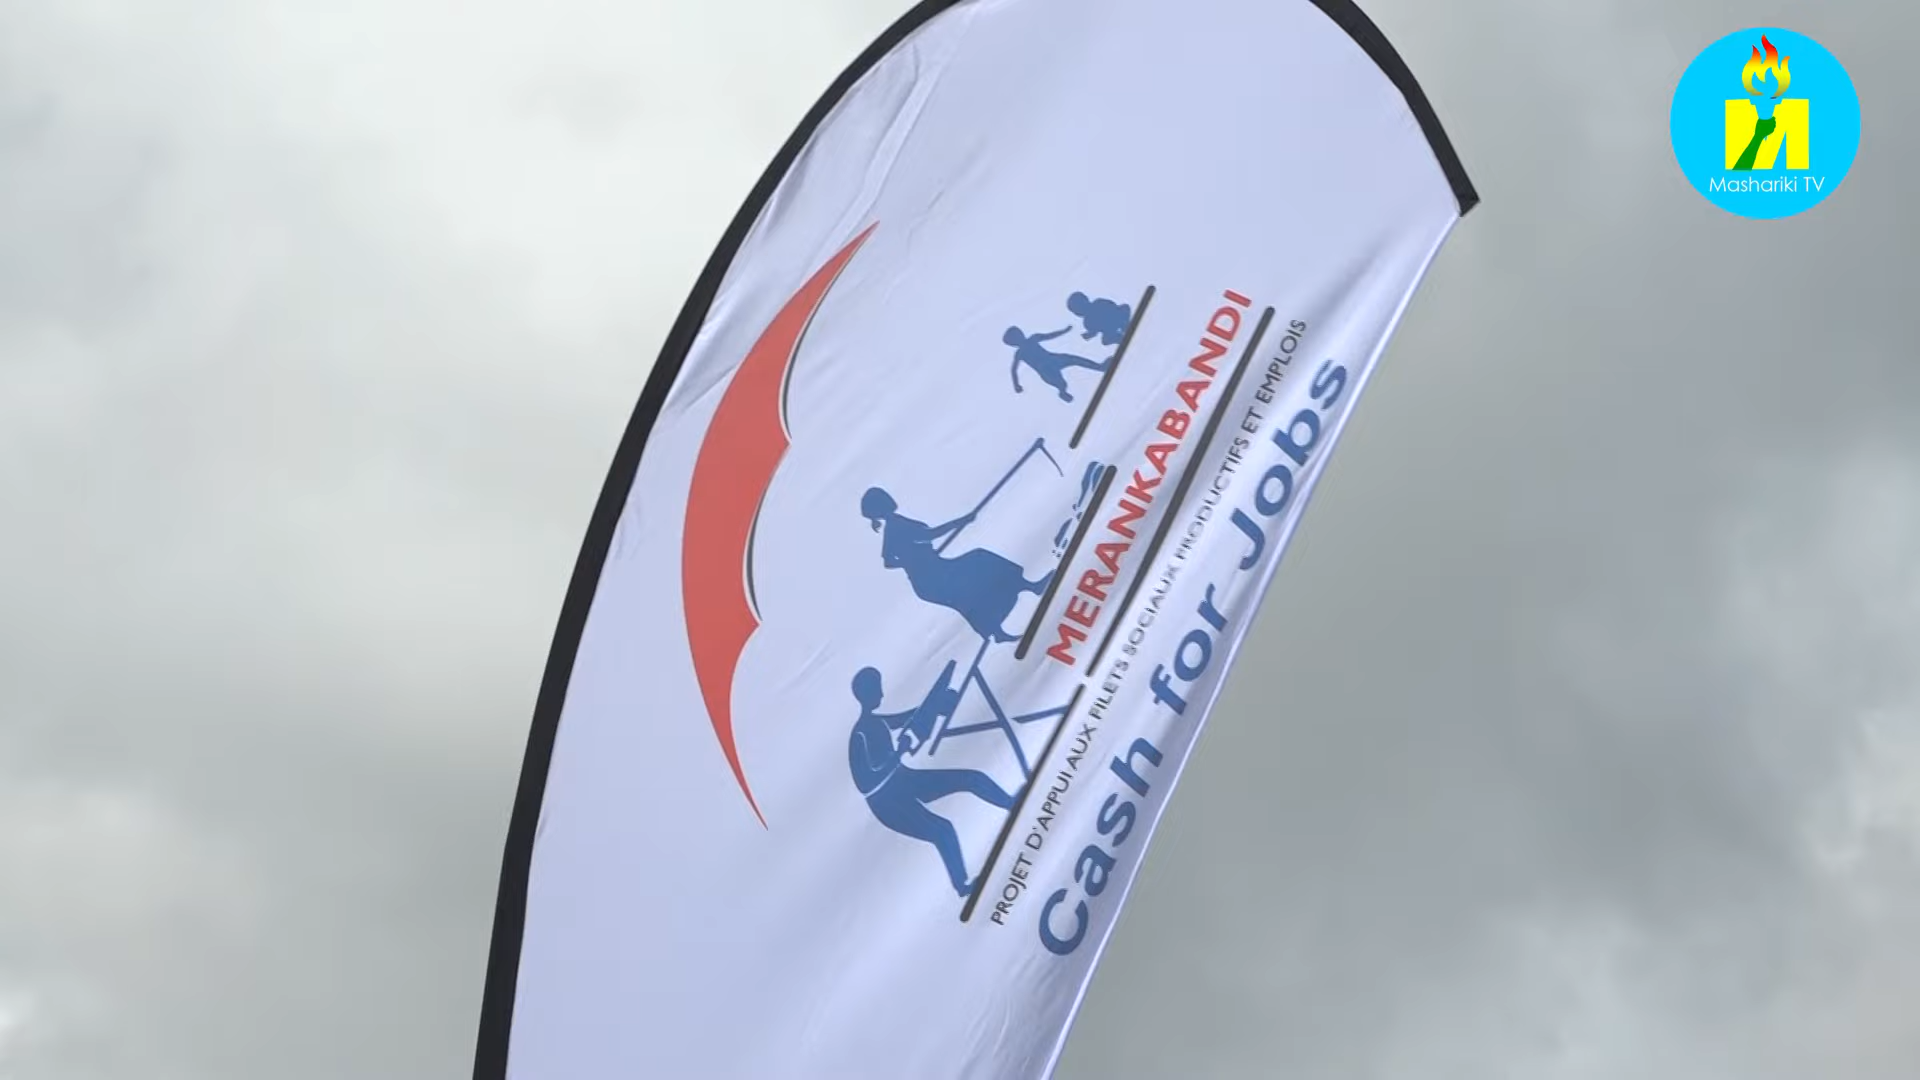 MERANKABANDI
PROJET D'APPUI AUX FILETS SOCIAUX PRODUCTIFS ET EMPLOIS
Cash for Jobs
Mashariki TV